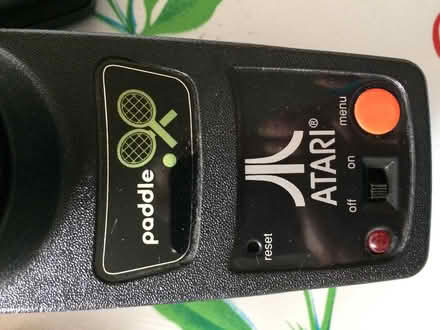 paddle
ATARI®
menu
on
off
reset